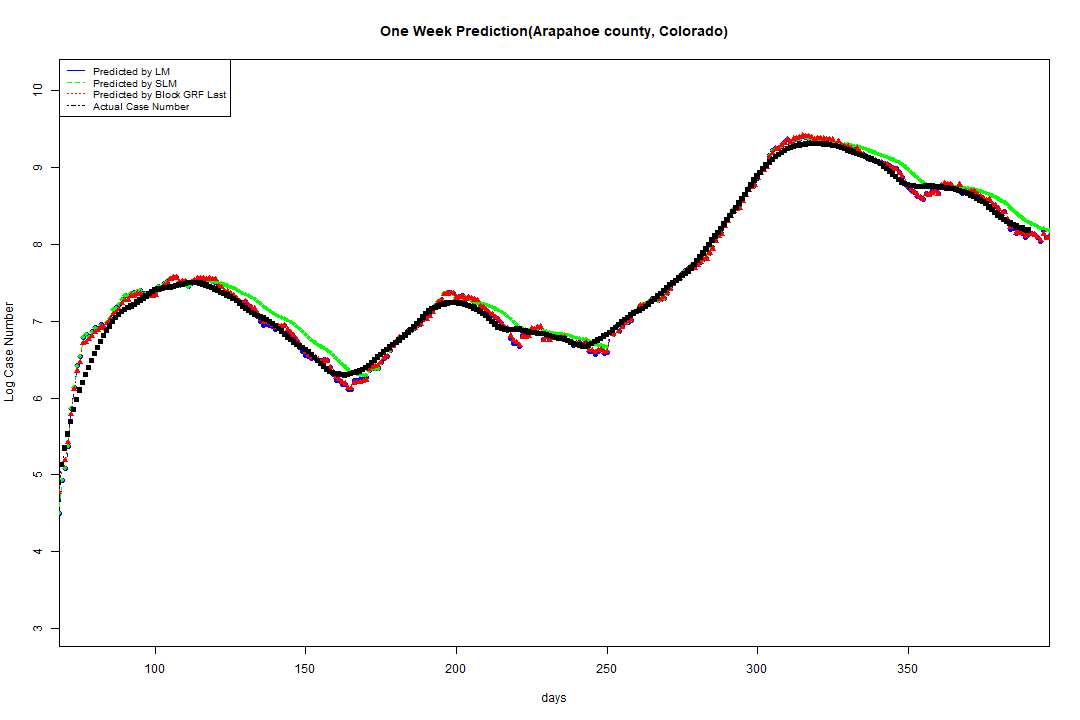 One Week Prediction(Arapahoe county, Colorado)
Predicted by LM
Predicted by SLM
Predicted by Block GRF Last
Actual Case Number
10
9
8
7
6
5
4
3
Log Case Number
100 150 200 250 300 350
days